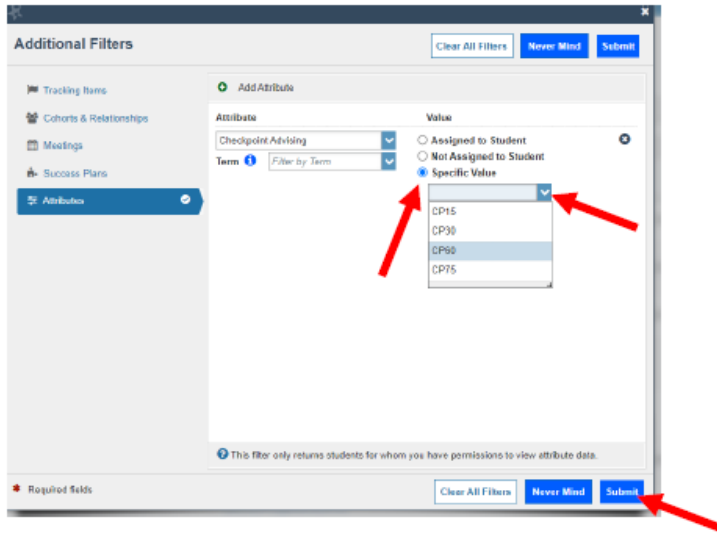 Additional Filters
Clear All Filters
Never Mind
Submit
Tracking Items
Cohorts & Relationships
Meetings
Success Plans
Attributes
Add Attribute
Attribute
Value
Checkpoint Advising
Assigned to Student
Term
Filter by Term
Not Assigned to Student
Specific Value
CP15
CP30
CP60
CP75
This filter only returns students for whom you have permissions to view attribute data.
Required fields
Clear All Filters
Never Mind
Submit